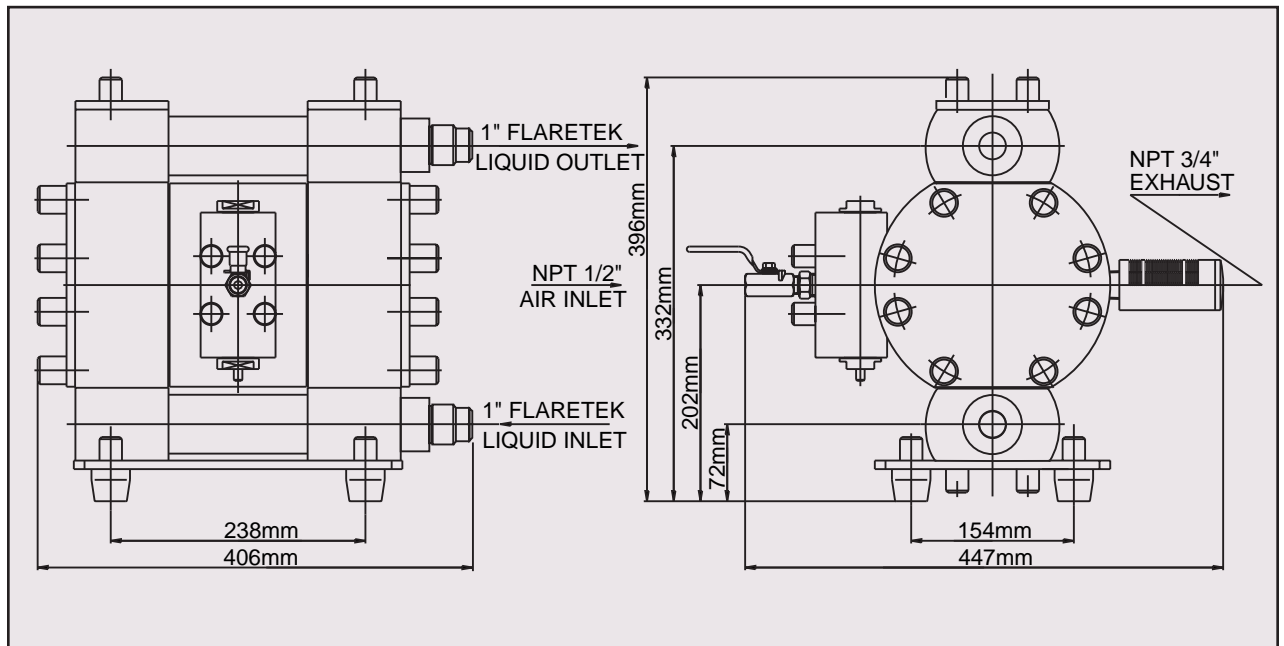 1" FLARETEK
LIQUID OUTLET
NPT 1/2"
AIR INLET
1" FLARETEK
LIQUID INLET
238mm
406mm
NPT 3/4"
EXHAUST
396mm
332mm
202mm
72mm
154mm
447mm